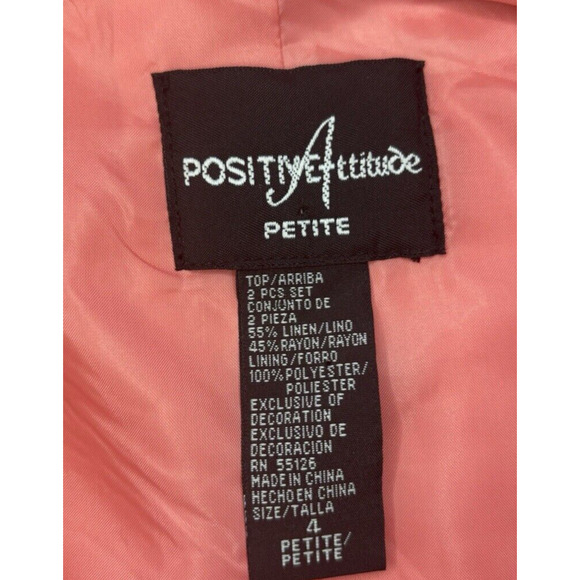 POSITIVE Attitude
PETITE
TOP/ARRIBA
2 PCS SET
CONJUNTO DE
2 PIEZA
55% LINEN/LINO
45% RAYON/RAYON
LINING/FORRO
100% POLYESTER/
POLIESTER
EXCLUSIVE OF
DECORATION
EXCLUSIVO DE
DECORACION
RN 55126
MADE IN CHINA
HECHO EN CHINA
SIZE/TALLA
4
PETITE/
PETITE